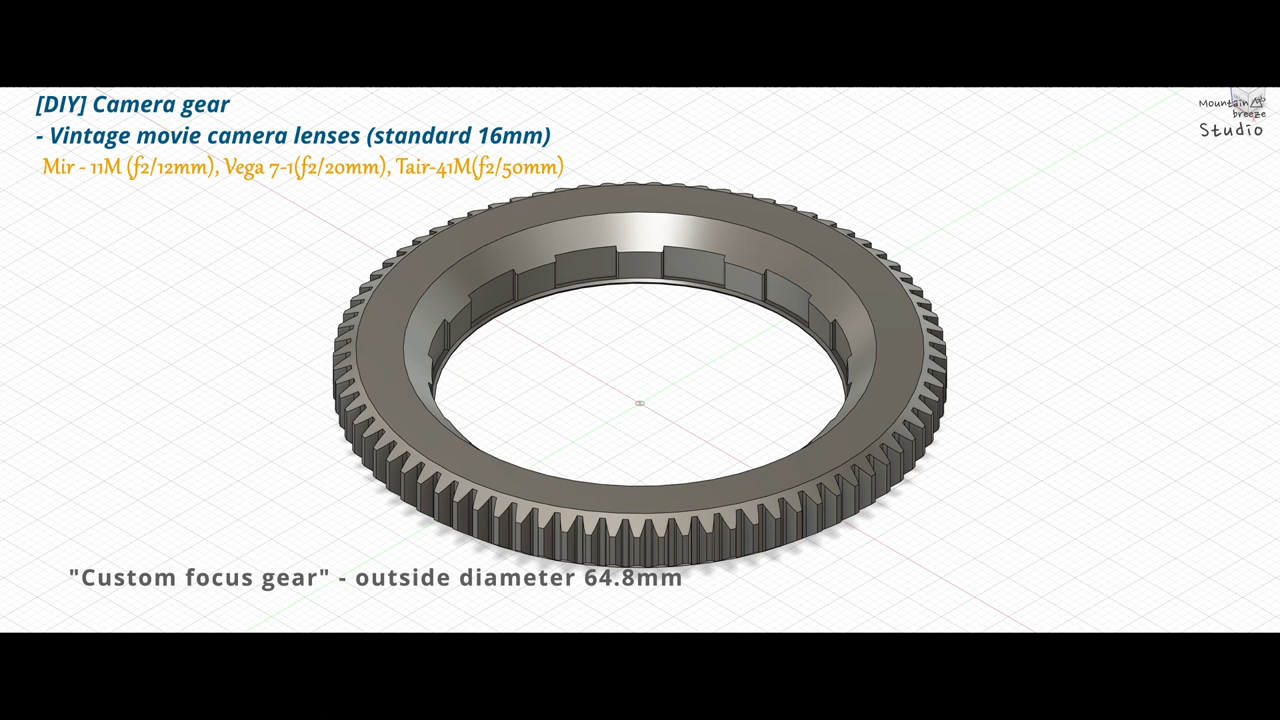 [DIY] Camera gear
- Vintage movie camera lenses (standard 16mm)
Mir - 11M (f2/12mm), Vega 7-1(f2/20mm), Tair-41M(f2/50mm)
Mountain
breeze
Studio
"Custom focus gear" - outside diameter 64.8mm